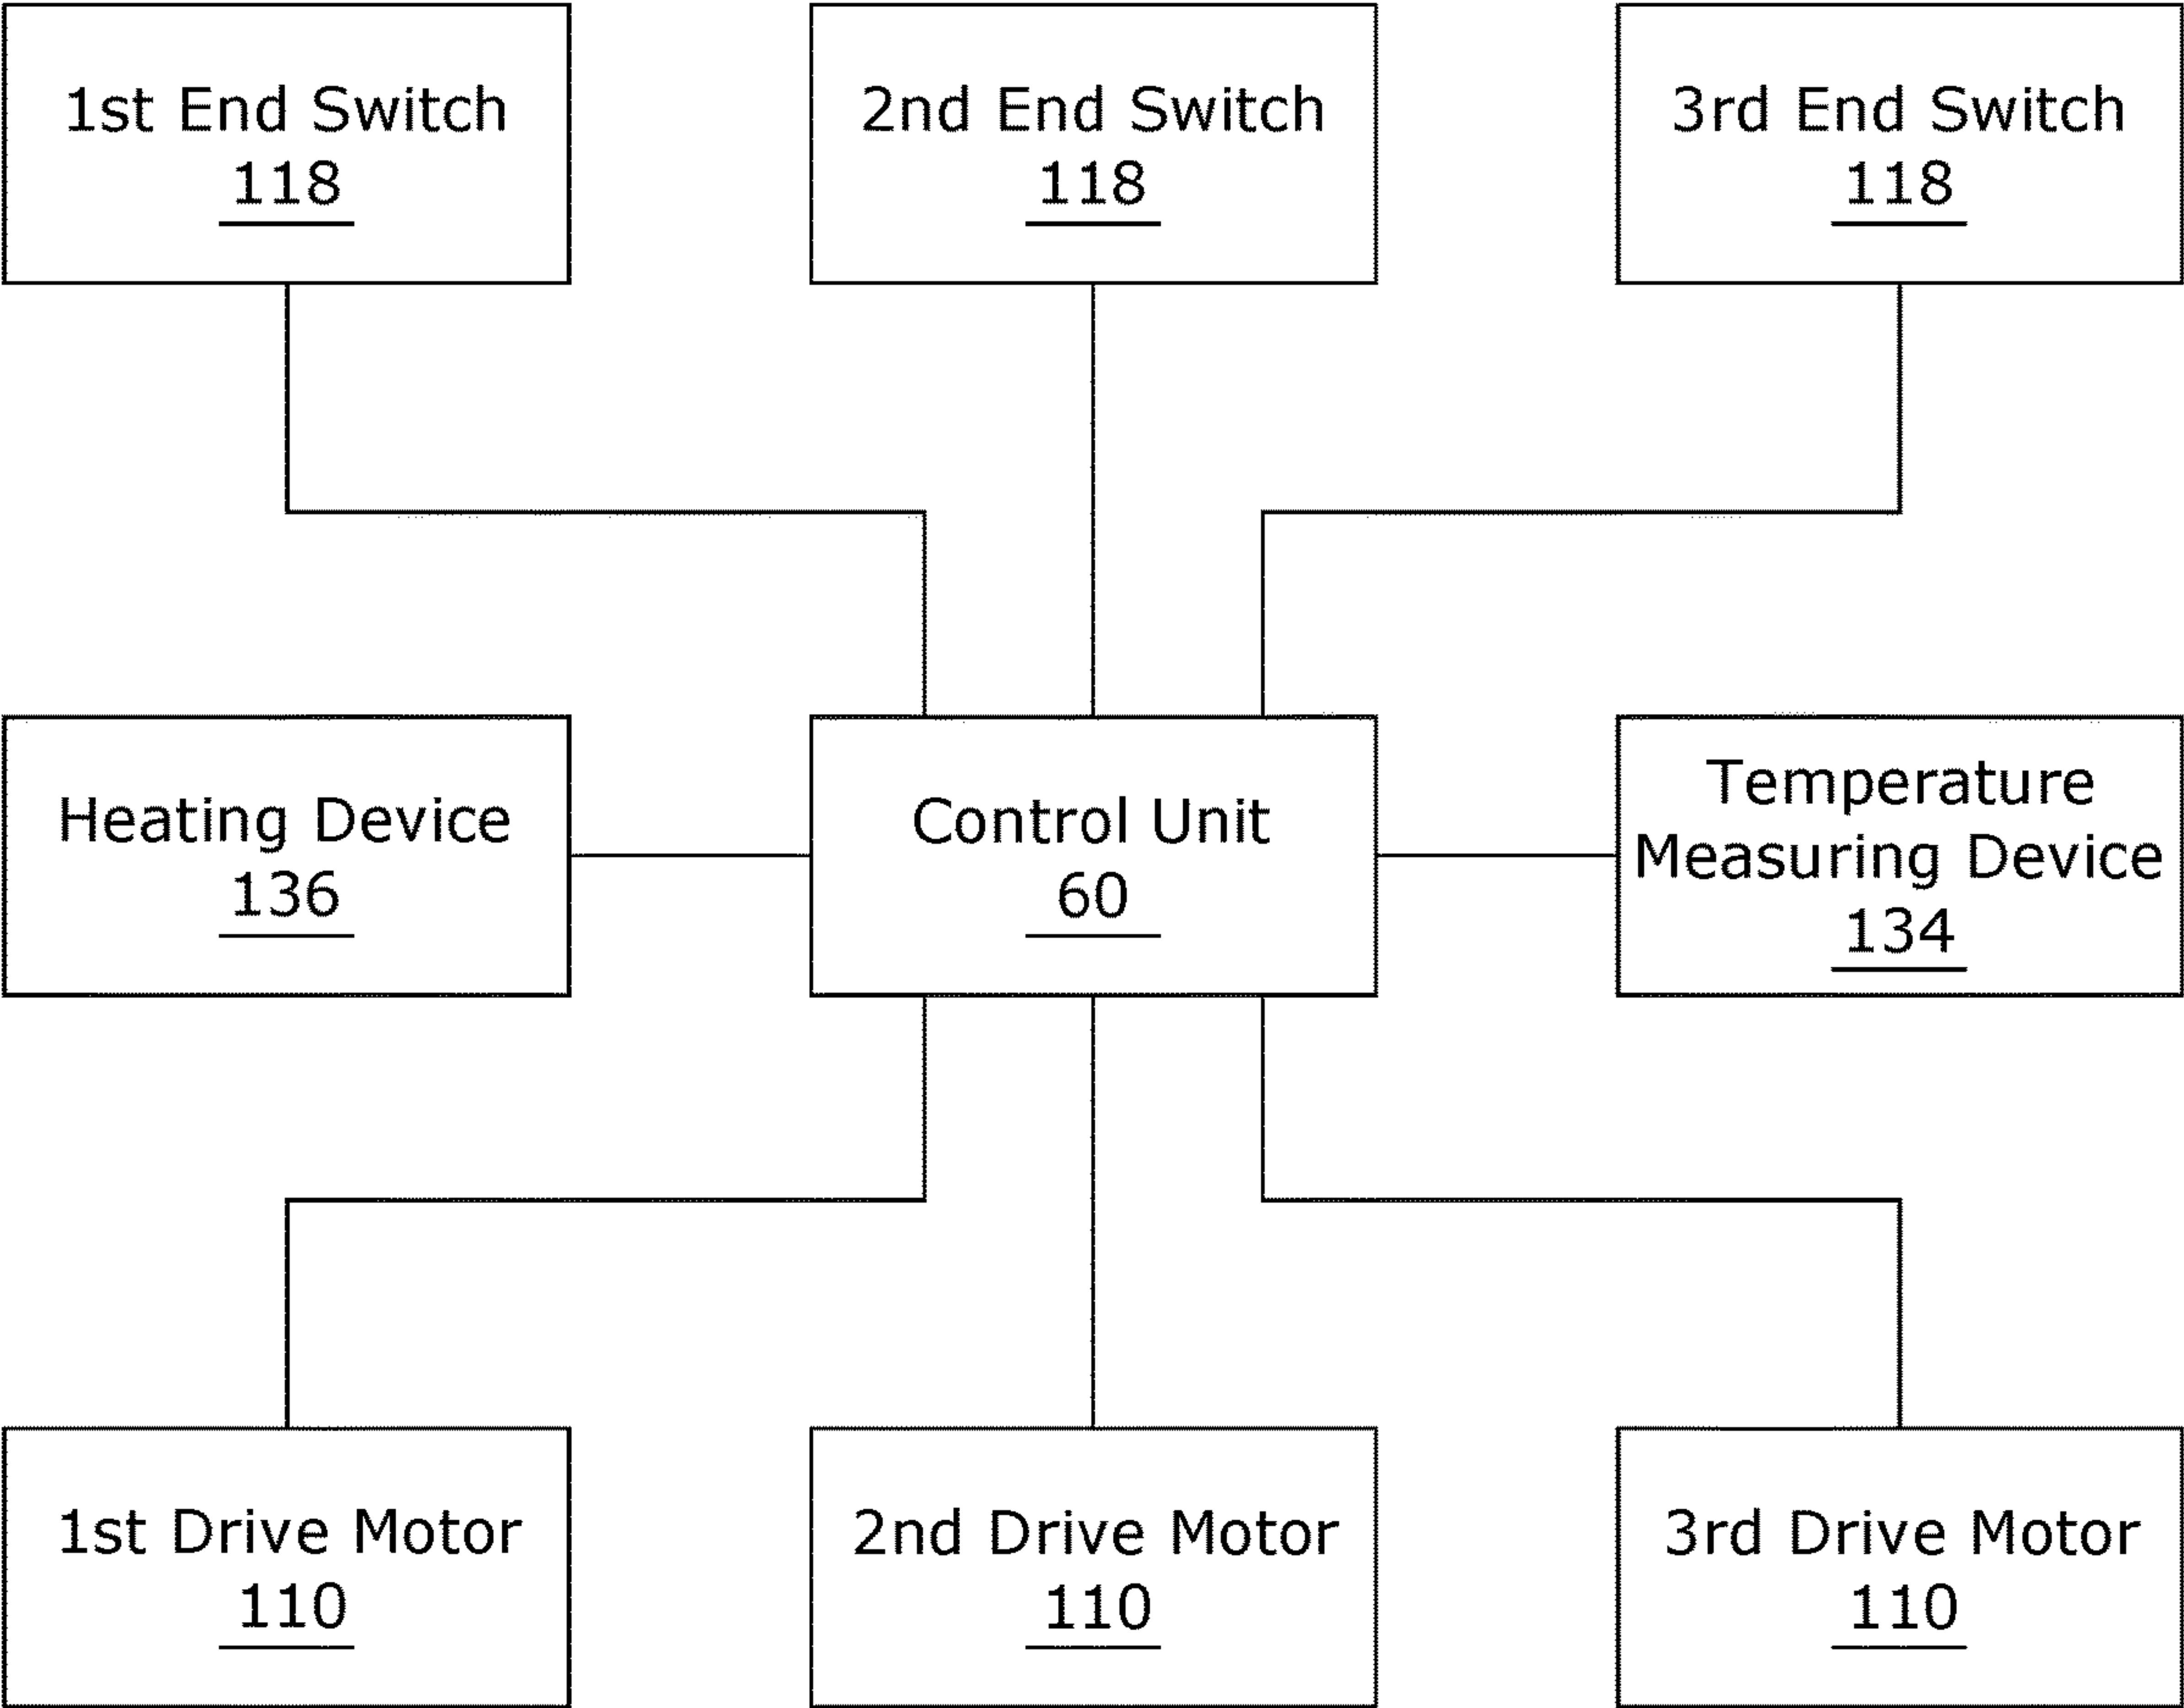 1st End Switch
118
2nd End Switch
118
3rd End Switch
118
Heating Device
136
Control Unit
60
Temperature
Measuring Device
134
1st Drive Motor
110
2nd Drive Motor
110
3rd Drive Motor
110